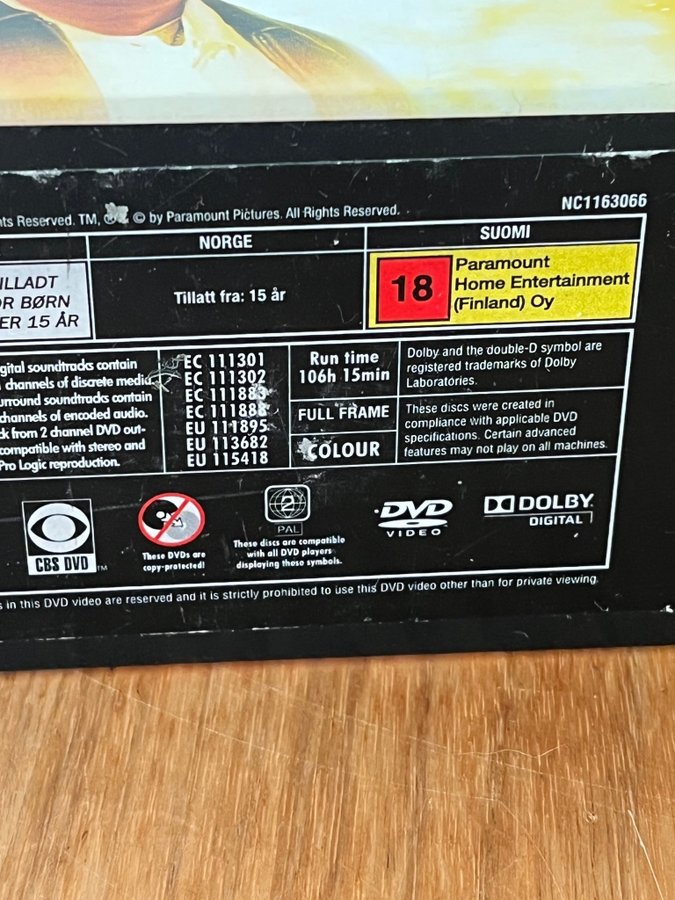 ts Reserved. TM, ® & © by Paramount Pictures. All Rights Reserved.
NC1163066
ILLADT
OR BØRN
ER 15 ÅR
NORGE
Tillatt fra: 15 år
SUOMI
18
Paramount
Home Entertainment
(Finland) Oy
gital soundtracks contain
channels of discrete media.
urround soundtracks contain
channels of encoded audio.
ck from 2 channel DVD out-
compatible with stereo and
Pro Logic reproduction.
EC 111301
EC 111302
EC 111883
EC 111888
EU 111895
EU 113682
EU 115418
Run time
106h 15min
FULL FRAME
COLOUR
Dolby and the double-D symbol are
registered trademarks of Dolby
Laboratories.
These discs were created in
compliance with applicable DVD
specifications. Certain advanced
features may not play on all machines.
CBS DVD TM
These DVDs are
copy-protected!
2
PAL
These discs are compatible
with all DVD players
displaying these symbols.
DVD
VIDEO
DOLBY
DIGITAL
s in this DVD video are reserved and it is strictly prohibited to use this DVD video other than for private viewing.